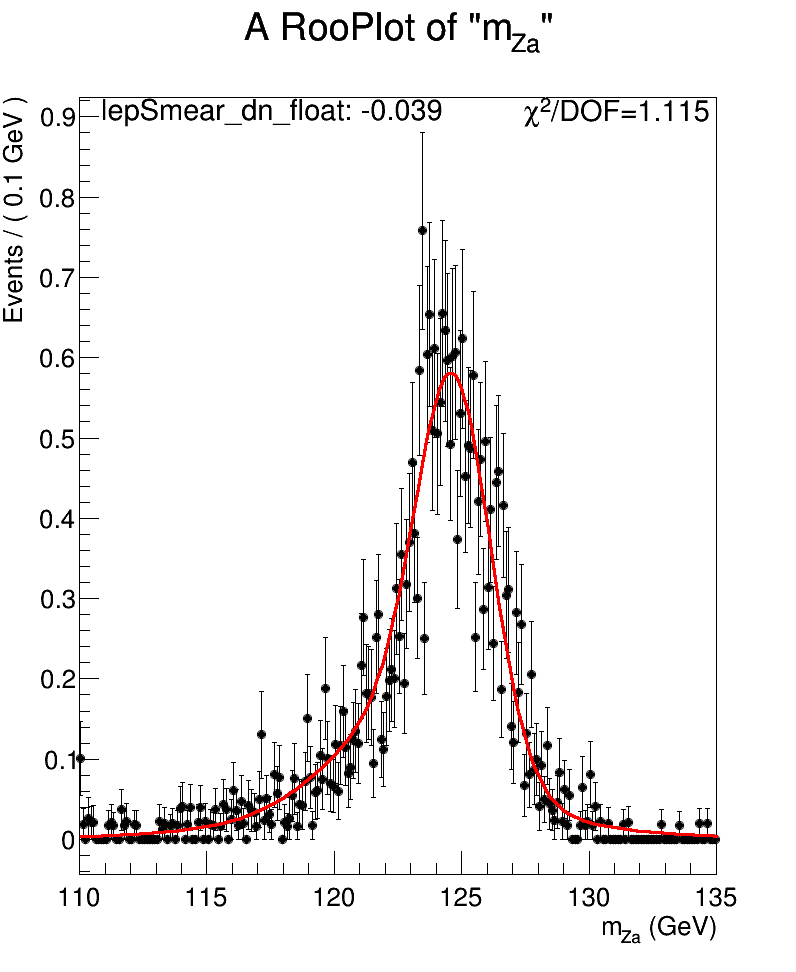 A RooPlot of "m_Za"
lepSmear_dn_float: -0.039 χ²/DOF=1.115
Events / ( 0.1 GeV )
0.9
0.8
0.7
0.6
0.5
0.4
0.3
0.2
0.1
0
110 115 120 125 130 135
m_Za (GeV)